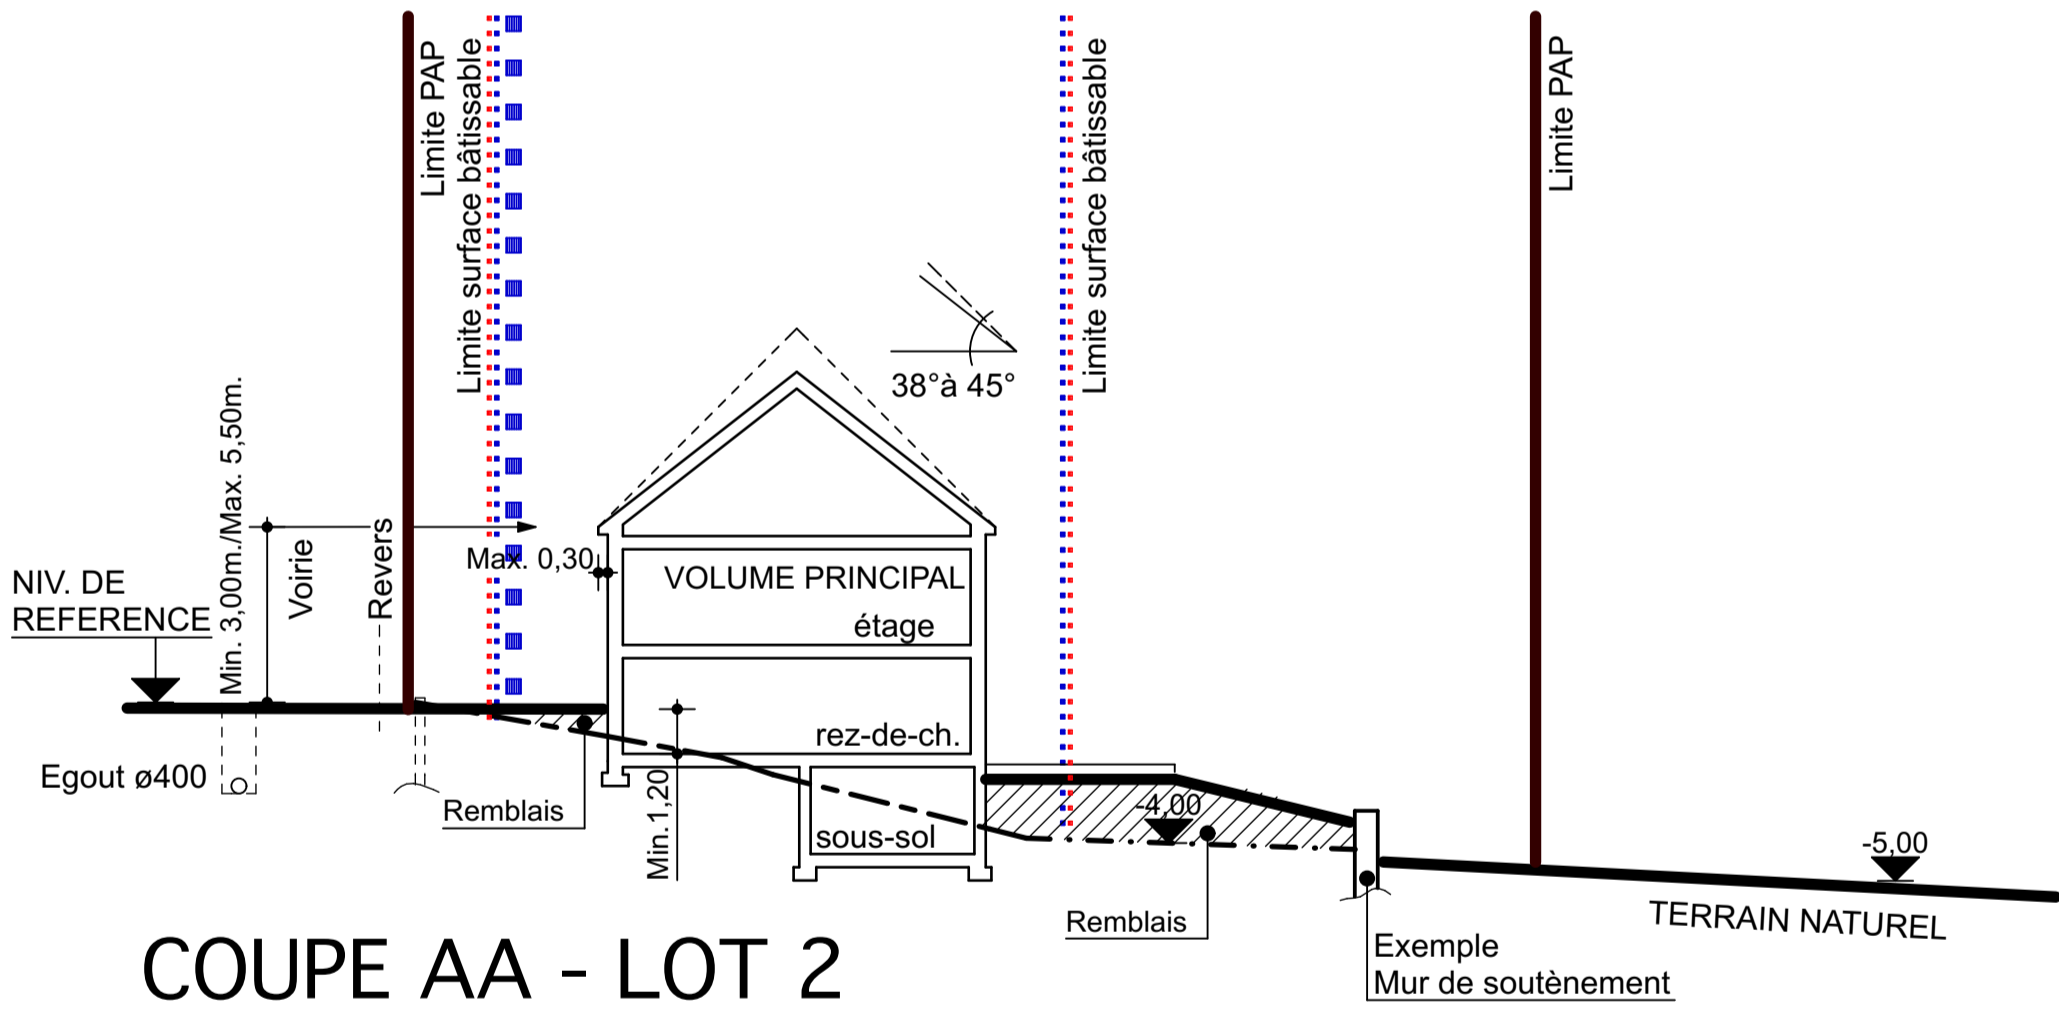 Limite PAP
Limite surface bâtissable
Limite surface bâtissable
Limite PAP
38°à 45°
Min. 3,00m./Max. 5,50m.
Voirie
Revers
Max. 0,30
NIV. DE
REFERENCE
VOLUME PRINCIPAL
étage
rez-de-ch.
sous-sol
Egout ø400
Remblais
Min.1,20
-4,00
-5,00
Remblais
TERRAIN NATUREL
Exemple
Mur de soutènement
COUPE AA - LOT 2